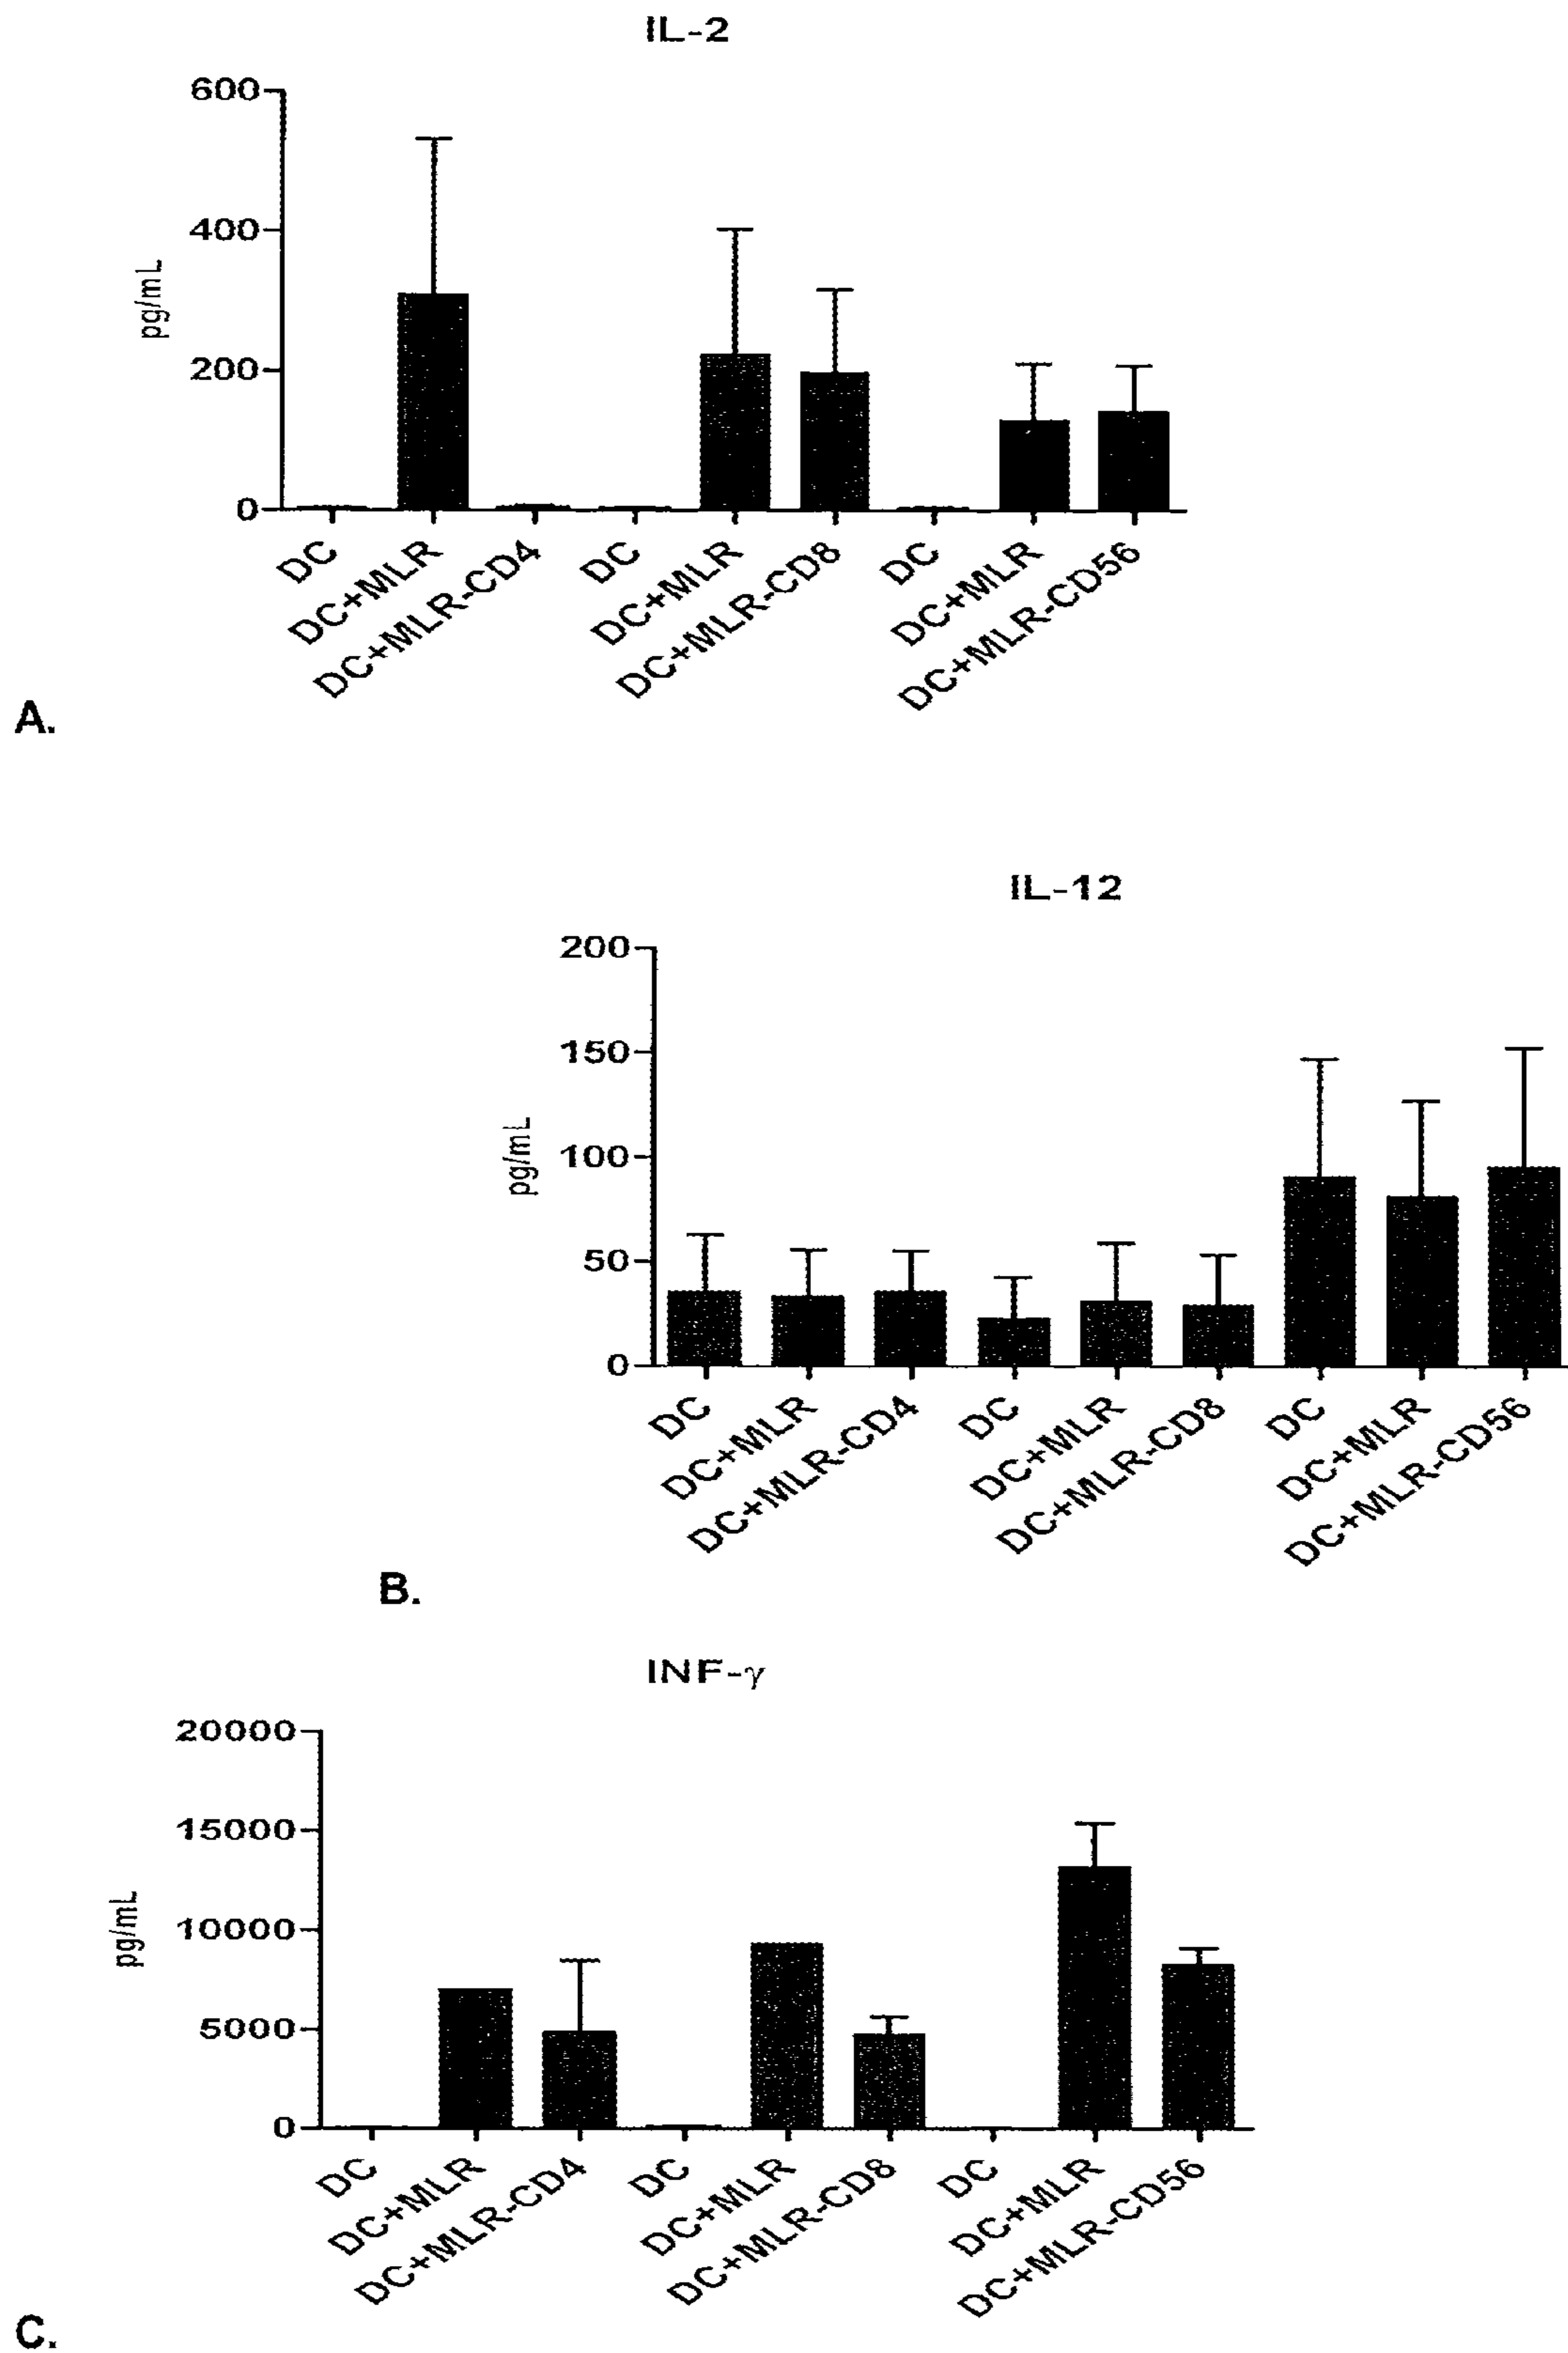 IL-2
600
400
200
0
pg/mL
DC
DC+MLR
DC+MLR-CD4
DC
DC+MLR
DC+MLR-CD8
DC
DC+MLR
DC+MLR-CD56
A.
IL-12
200
150
100
50
0
pg/mL
DC
DC+MLR
DC+MLR-CD4
DC
DC+MLR
DC+MLR-CD8
DC
DC+MLR
DC+MLR-CD56
B.
INF-γ
20000
15000
10000
5000
0
pg/mL
DC
DC+MLR
DC+MLR-CD4
DC
DC+MLR
DC+MLR-CD8
DC
DC+MLR
DC+MLR-CD56
C.